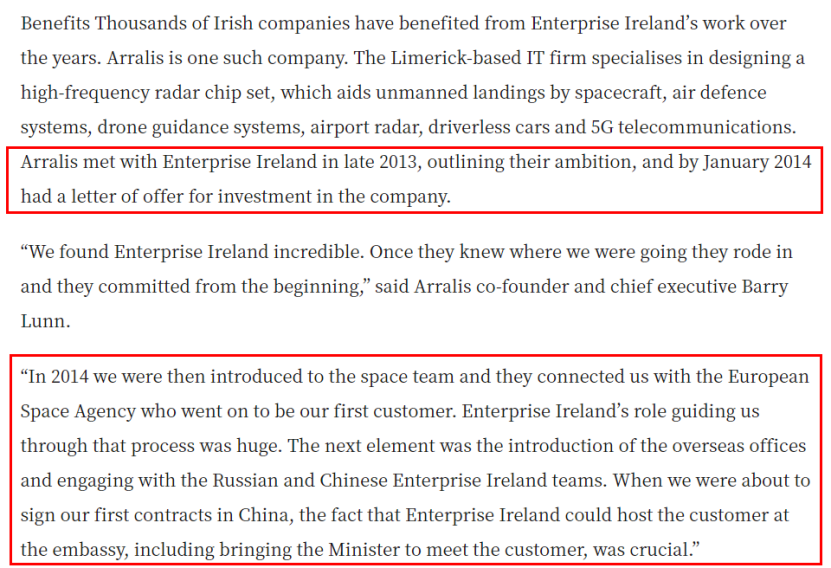 Benefits Thousands of Irish companies have benefited from Enterprise Ireland’s work over
the years. Arralis is one such company. The Limerick-based IT firm specialises in designing a
high-frequency radar chip set, which aids unmanned landings by spacecraft, air defence
systems, drone guidance systems, airport radar, driverless cars and 5G telecommunications.
Arralis met with Enterprise Ireland in late 2013, outlining their ambition, and by January 2014
had a letter of offer for investment in the company.
“We found Enterprise Ireland incredible. Once they knew where we were going they rode in
and they committed from the beginning,” said Arralis co-founder and chief executive Barry
Lunn.
“In 2014 we were then introduced to the space team and they connected us with the European
Space Agency who went on to be our first customer. Enterprise Ireland’s role guiding us
through that process was huge. The next element was the introduction of the overseas offices
and engaging with the Russian and Chinese Enterprise Ireland teams. When we were about to
sign our first contracts in China, the fact that Enterprise Ireland could host the customer at
the embassy, including bringing the Minister to meet the customer, was crucial.”